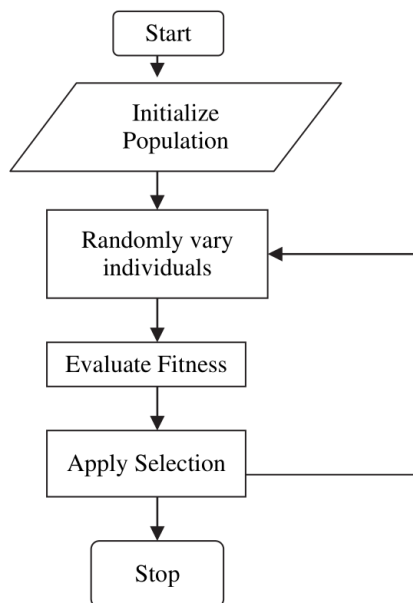 Start
Initialize
Population
Randomly vary
individuals
Evaluate Fitness
Apply Selection
Stop